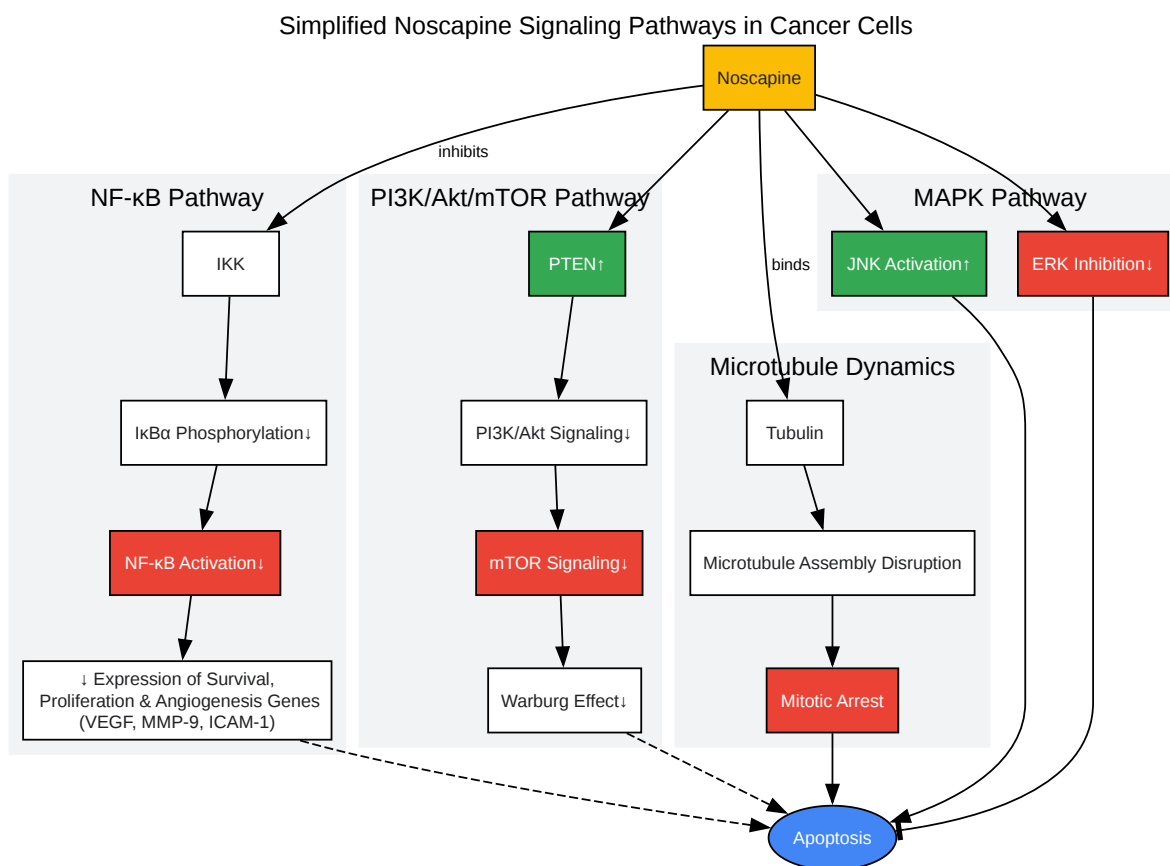 Simplified Noscapine Signaling Pathways in Cancer Cells
Noscapine
inhibits
NF-κB Pathway
PI3K/Akt/mTOR Pathway
MAPK Pathway
IKK
PTEN↑
binds
JNK Activation↑
ERK Inhibition↓
Microtubule Dynamics
IκBα Phosphorylation↓
PI3K/Akt Signaling↓
Tubulin
NF-κB Activation↓
mTOR Signaling↓
Microtubule Assembly Disruption
↓ Expression of Survival,
Proliferation & Angiogenesis Genes
(VEGF, MMP-9, ICAM-1)
Warburg Effect↓
Mitotic Arrest
Apoptosis